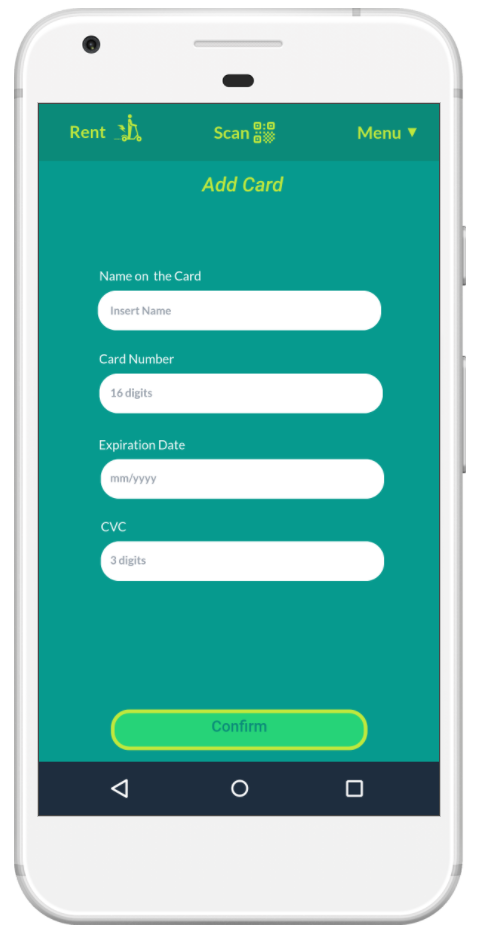 Rent Scan Menu ▼
Add Card
Name on the Card
Insert Name
Card Number
16 digits
Expiration Date
mm/yyyy
CVC
3 digits
Confirm